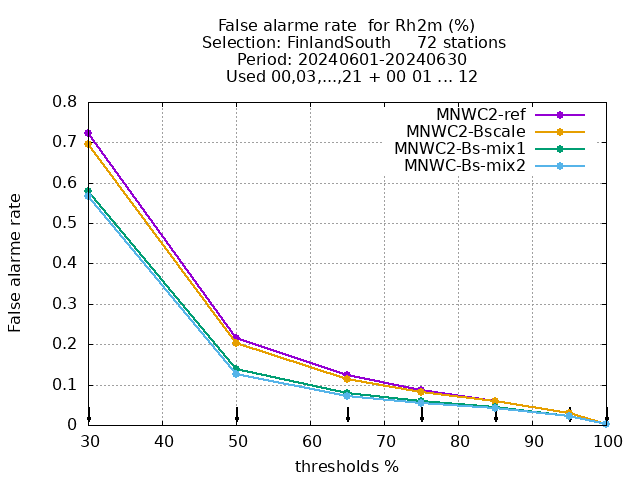 False alarme rate  for Rh2m (%)
Selection: FinlandSouth     72 stations
Period: 20240601-20240630
Used 00,03,...,21 + 00 01 ... 12
MNWC2-ref
MNWC2-Bscale
MNWC2-Bs-mix1
MNWC-Bs-mix2
False alarme rate
0.8
0.7
0.6
0.5
0.4
0.3
0.2
0.1
0
30 40 50 60 70 80 90 100
thresholds %